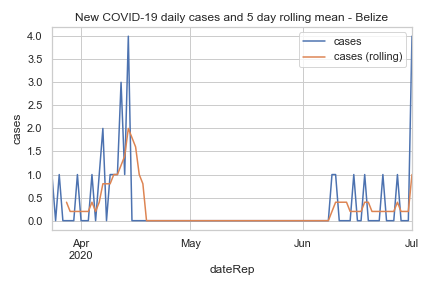 New COVID-19 daily cases and 5 day rolling mean - Belize
cases
cases (rolling)
4.0
3.5
3.0
2.5
2.0
1.5
1.0
0.5
0.0
cases
Apr
2020
May
Jun
Jul
dateRep